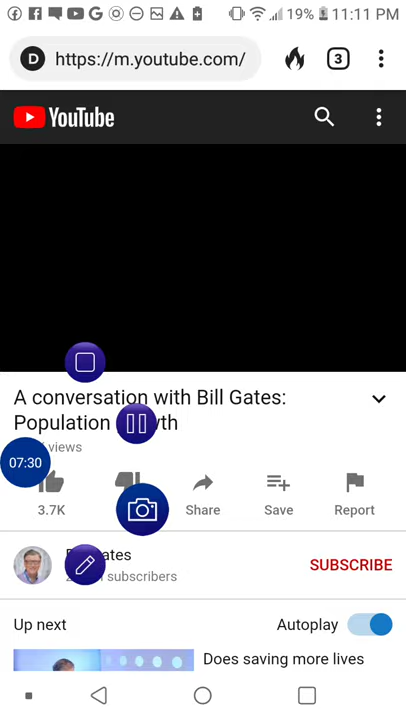 19% 11:11 PM
D https://m.youtube.com/ 3
YouTube
A conversation with Bill Gates:
Population
views
07:30
3.7K Share Save Report
ates
subscribers
SUBSCRIBE
Up next Autoplay
Does saving more lives